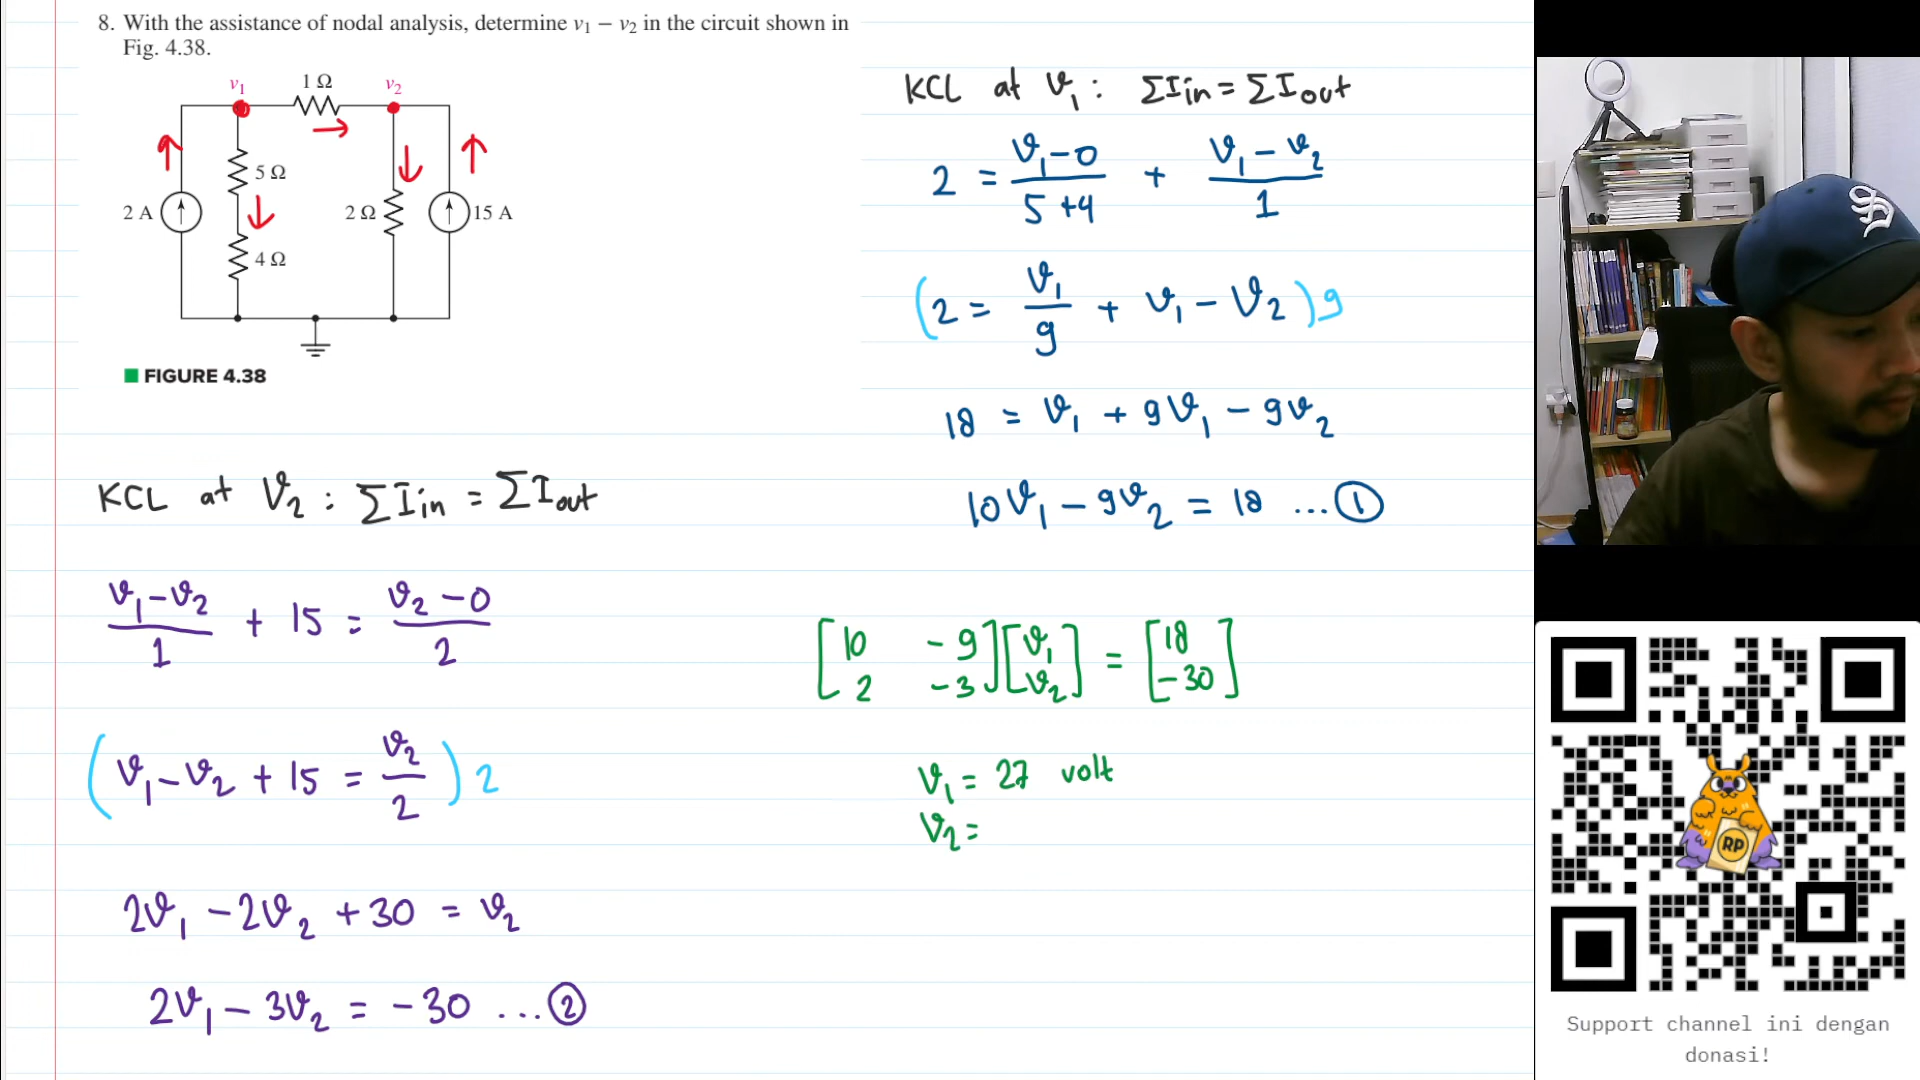 8. With the assistance of nodal analysis, determine v₁ − v₂ in the circuit shown in
Fig. 4.38.
v₁ 1 Ω v₂
5 Ω
2 A 2 Ω 15 A
4 Ω
FIGURE 4.38
KCL at v₁ : ΣIin = ΣIout
2 = (v₁−0)/(5+4) + (v₁−v₂)/1
(2 = v₁/9 + v₁ − v₂)9
18 = v₁ + 9v₁ − 9v₂
10v₁ − 9v₂ = 18 ... ①
KCL at v₂ : ΣIin = ΣIout
(v₁−v₂)/1 + 15 = (v₂−0)/2
(v₁ − v₂ + 15 = v₂/2)2
2v₁ − 2v₂ + 30 = v₂
2v₁ − 3v₂ = −30 ... ②
[10 −9] [v₁] = [18]
[2 −3] [v₂] [−30]
v₁ = 27 volt
v₂ =
RP
Support channel ini dengan
donasi!